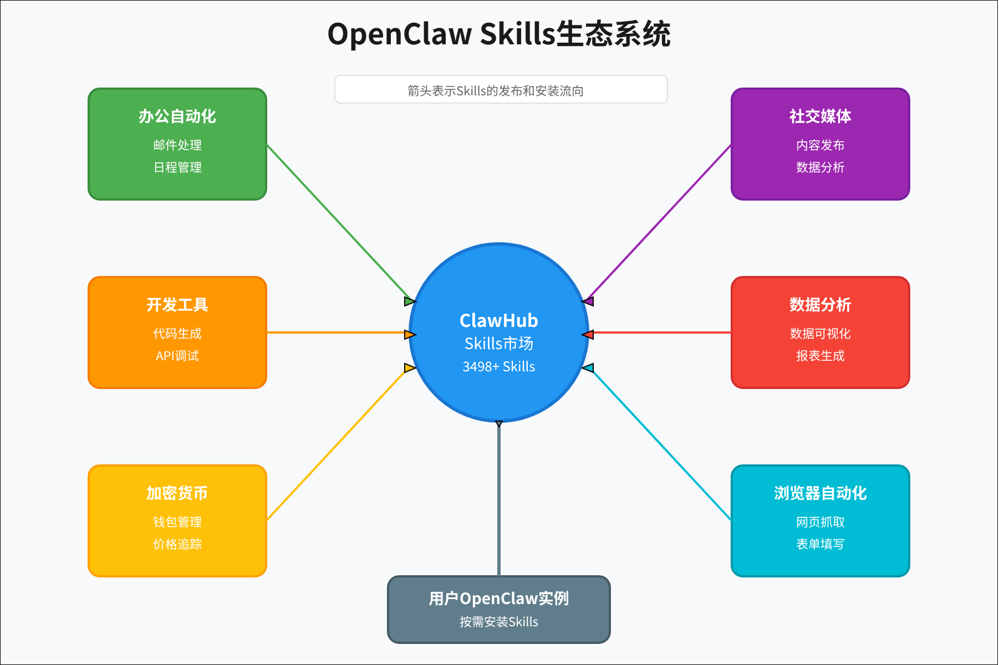 OpenClaw Skills生态系统
箭头表示Skills的发布和安装流向
办公自动化
邮件处理
日程管理
社交媒体
内容发布
数据分析
开发工具
代码生成
API调试
ClawHub
Skills市场
3498+ Skills
数据分析
数据可视化
报表生成
加密货币
钱包管理
价格追踪
浏览器自动化
网页抓取
表单填写
用户OpenClaw实例
按需安装Skills